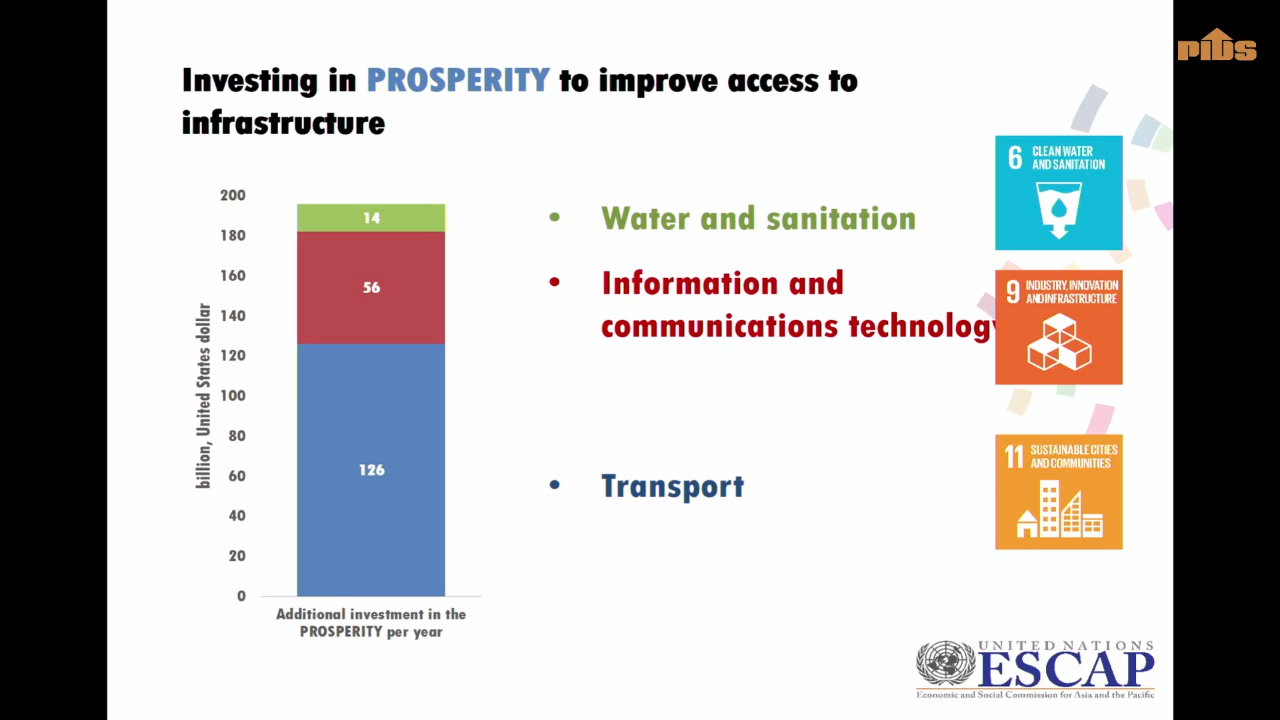 PIDS
Investing in PROSPERITY to improve access to
infrastructure
200
180
160
140
120
100
80
60
40
20
0
billion, United States dollar
14
56
126
Additional investment in the
PROSPERITY per year
• Water and sanitation
• Information and
communications technology
• Transport
6 CLEAN WATER
AND SANITATION
9 INDUSTRY, INNOVATION
AND INFRASTRUCTURE
11 SUSTAINABLE CITIES
AND COMMUNITIES
UNITED NATIONS
ESCAP
Economic and Social Commission for Asia and the Pacific